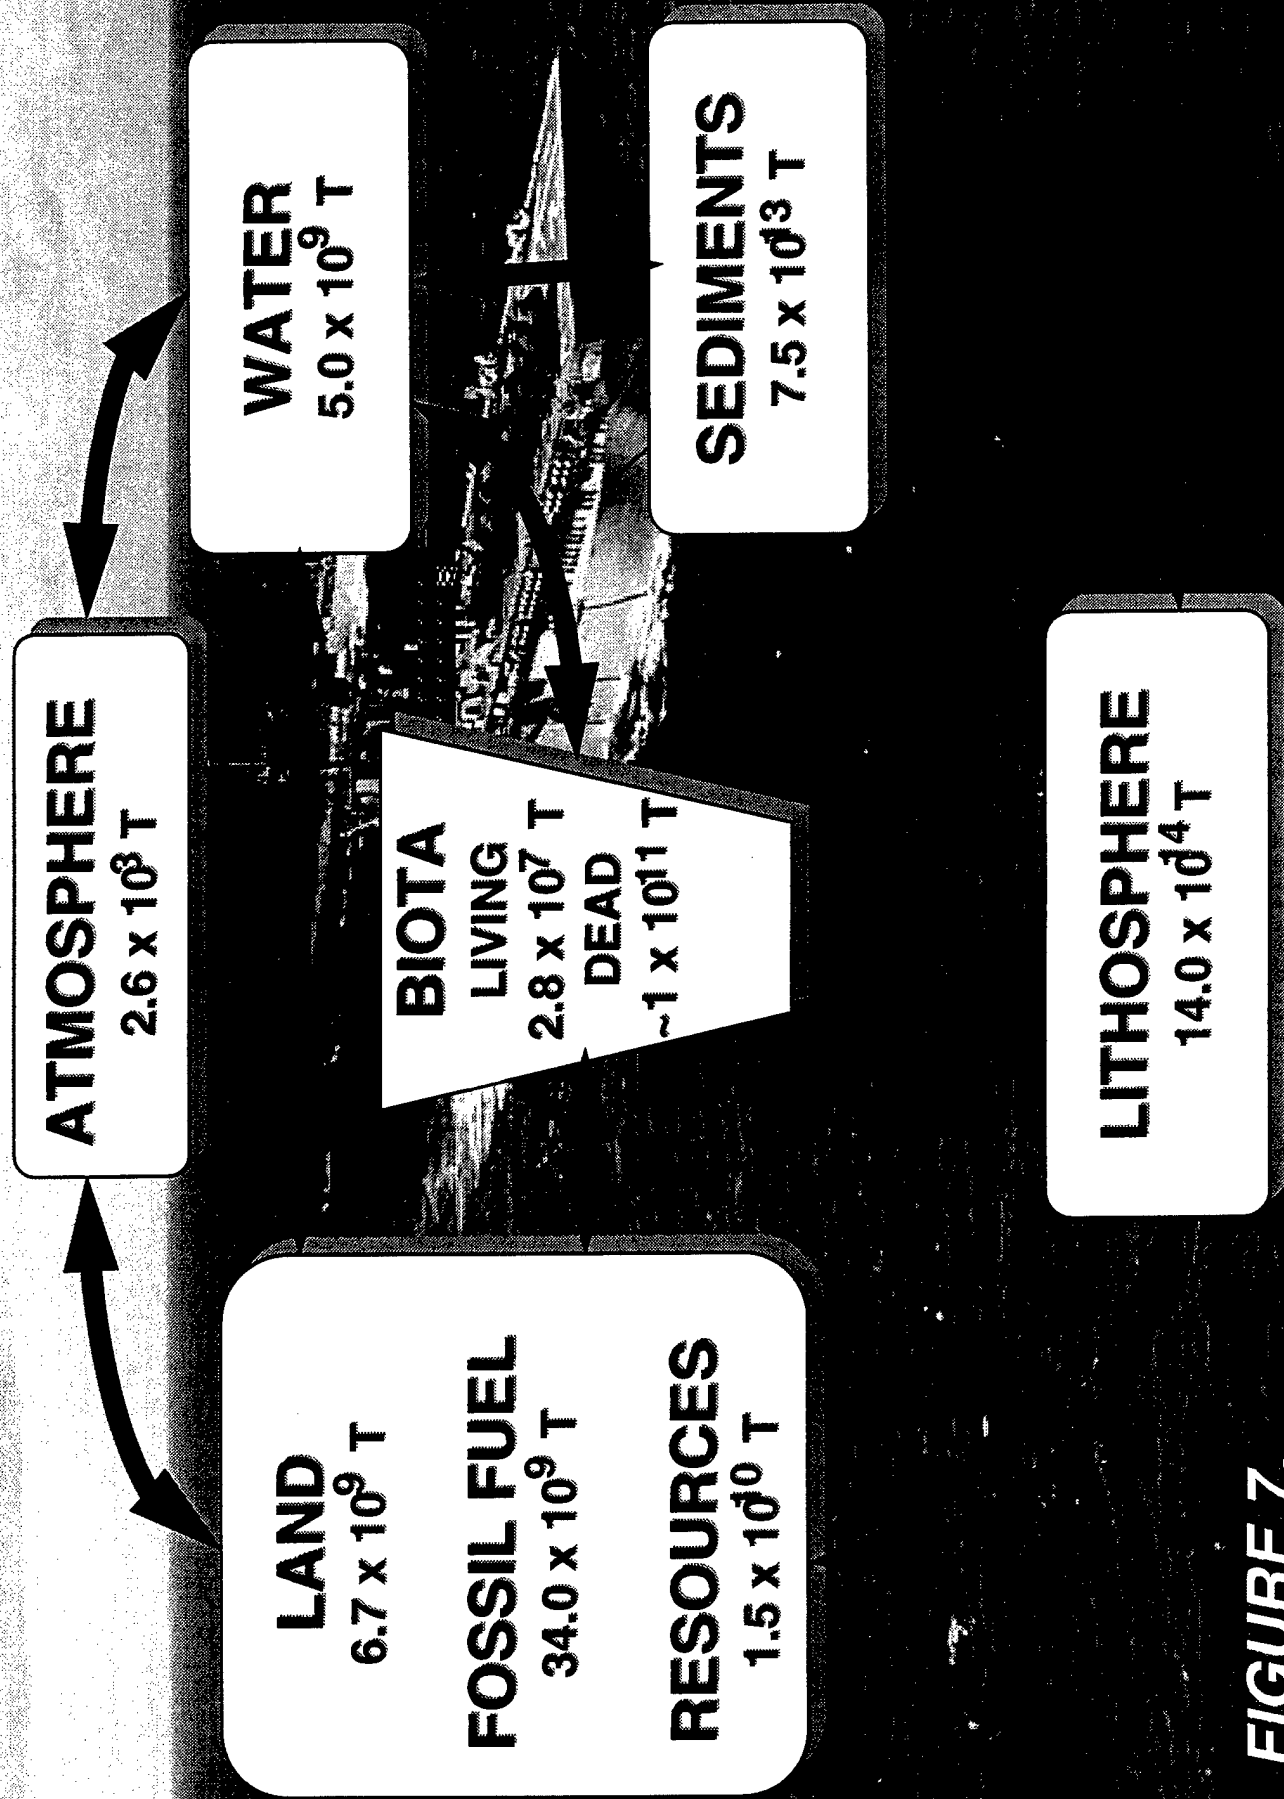 ATMOSPHERE
2.6 x 10³ T
LAND
6.7 x 10⁹ T
FOSSIL FUEL
34.0 x 10⁹ T
RESOURCES
1.5 x 10¹⁰ T
BIOTA
LIVING
2.8 x 10⁷ T
DEAD
~1 x 10¹¹ T
WATER
5.0 x 10⁹ T
SEDIMENTS
7.5 x 10¹³ T
LITHOSPHERE
14.0 x 10¹⁴ T
FIGURE 7.